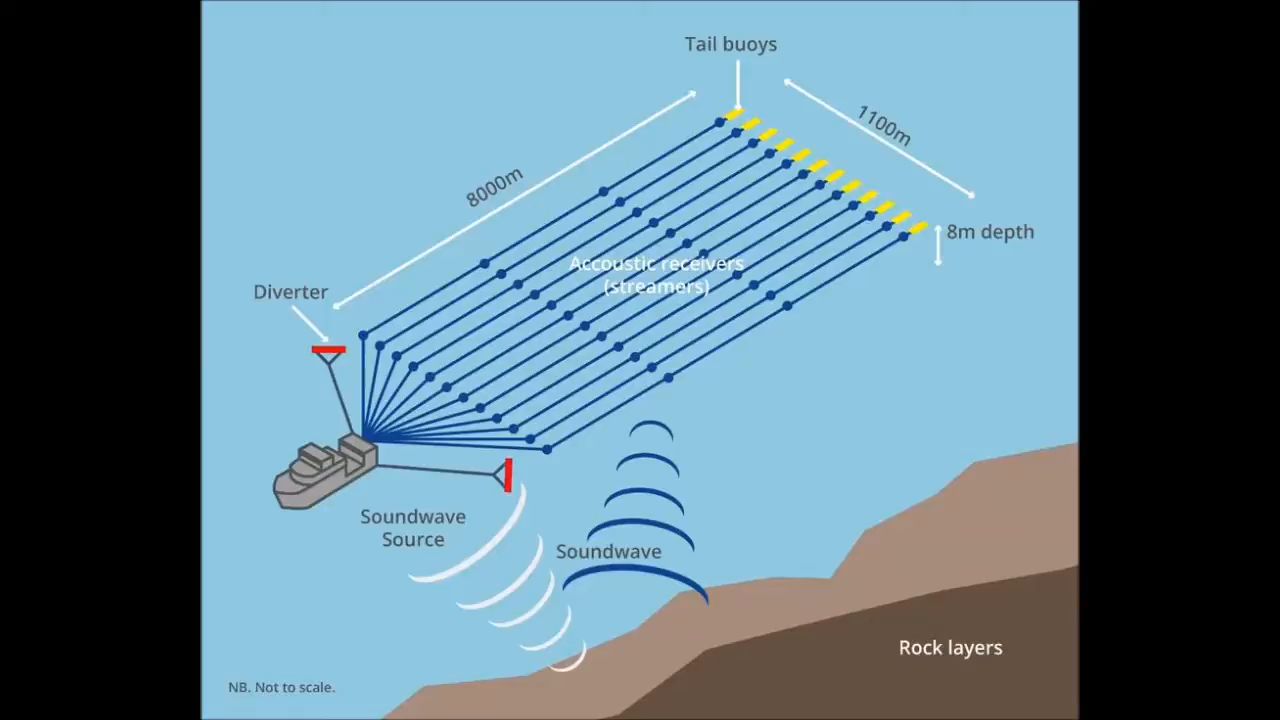 Tail buoys
1100m
8000m
8m depth
Accoustic receivers
(streamers)
Diverter
Soundwave
Source
Soundwave
Rock layers
NB. Not to scale.